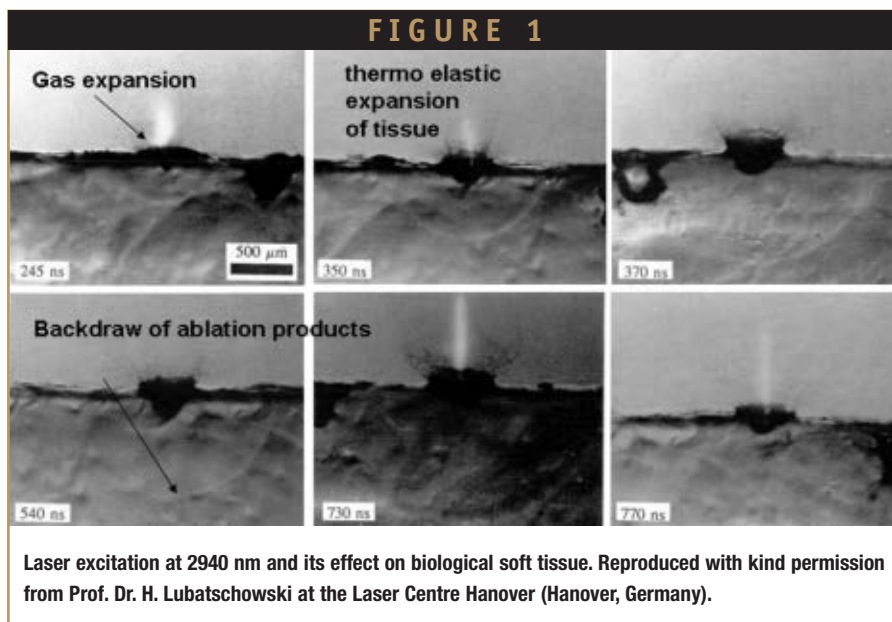 FIGURE 1
Gas expansion
thermo elastic
expansion
of tissue
245 ns
500 µm
350 ns
370 ns
Backdraw of ablation products
540 ns
730 ns
770 ns
Laser excitation at 2940 nm and its effect on biological soft tissue. Reproduced with kind permission
from Prof. Dr. H. Lubatschowski at the Laser Centre Hanover (Hanover, Germany).